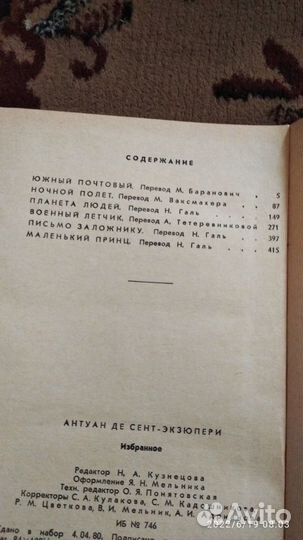 СОДЕРЖАНИЕ
ЮЖНЫЙ ПОЧТОВЫЙ. Перевод М. Баранович . 5
НОЧНОЙ ПОЛЕТ. Перевод М. Ваксмахера . . 87
ПЛАНЕТА ЛЮДЕЙ. Перевод Н. Галь . . . 149
ВОЕННЫЙ ЛЕТЧИК. Перевод А. Тетеревниковой 271
ПИСЬМО ЗАЛОЖНИКУ. Перевод Н. Галь . . 397
МАЛЕНЬКИЙ ПРИНЦ. Перевод Н. Галь . . . 415
АНТУАН ДЕ СЕНТ-ЭКЗЮПЕРИ
Избранное
Редактор Н. А. Кузнецова
Оформление Я. Н. Мельника
Техн. редактор О. Я. Понятовская
Корректоры С. А. Кулакова, С. М.
Р. М. Цветкова, В. И. Мельник, А. И.
ИБ № 746
Сдано в набор 4.04.80.
2022/6/19 08:03
Avito